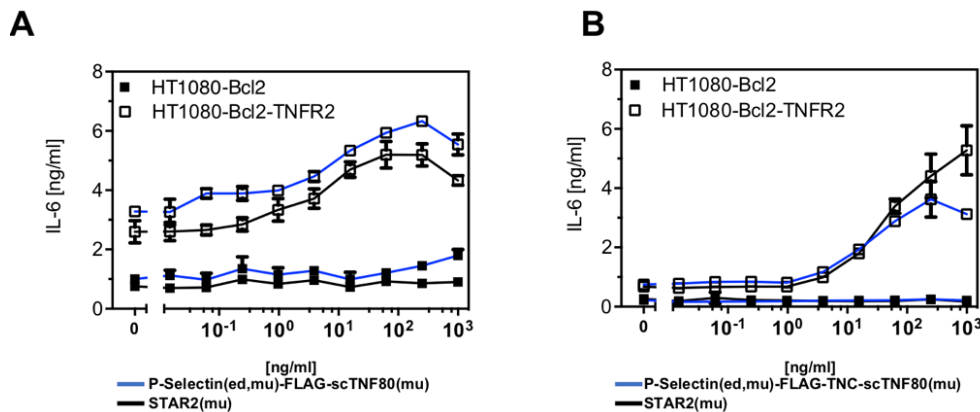 A
8
6
4
2
0
IL-6 [ng/ml]
HT1080-Bcl2
HT1080-Bcl2-TNFR2
0
10-1
100
101
102
103
[ng/ml]
P-Selectin(ed,mu)-FLAG-scTNF80(mu)
STAR2(mu)
B
8
6
4
2
0
IL-6 [ng/ml]
HT1080-Bcl2
HT1080-Bcl2-TNFR2
0
10-1
100
101
102
103
[ng/ml]
P-Selectin(ed,mu)-FLAG-TNC-scTNF80(mu)
STAR2(mu)